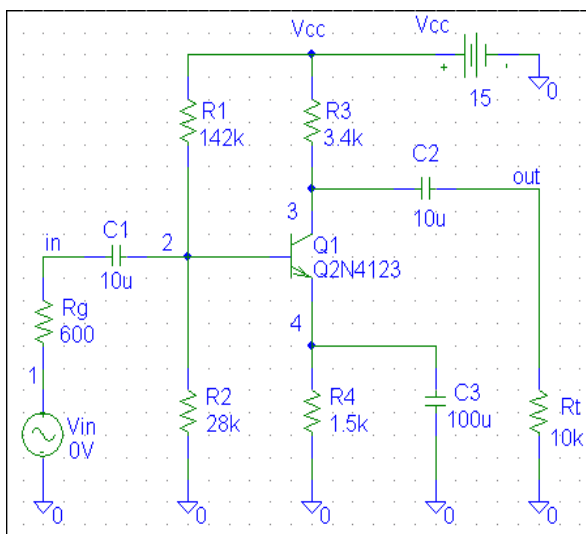 Vcc
Vcc
+
-
0
15
R1
142k
R3
3.4k
C2
10u
out
3
in
C1
10u
2
Q1
Q2N4123
Rg
600
4
1
Vin
0V
R2
28k
R4
1.5k
C3
100u
Rt
10k
0
0
0
0
0